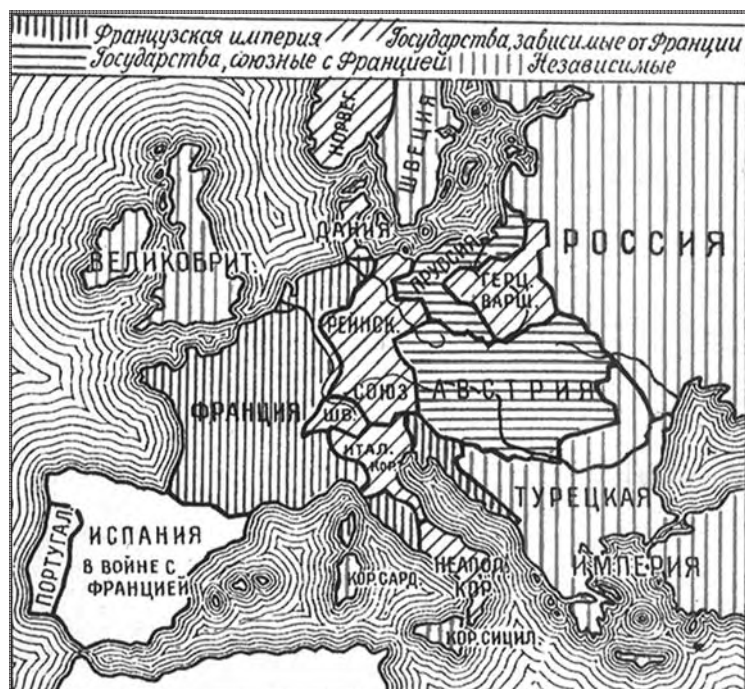 Французская империя
Государства, зависимые от Франции
Государства, союзные с Францией
Независимые
НОРВЕГ.
ШВЕЦИЯ
ДАНИЯ
РОССИЯ
ВЕЛИКОБРИТ.
ПРУССИЯ
ГЕРЦ.
ВАРШ.
РЕЙНСК.
СОЮЗ
АВСТРИЯ
ФРАНЦИЯ
ШВ.
ИТАЛ.
КОР.
ТУРЕЦКАЯ
ИМПЕРИЯ
ПОРТУГАЛ.
ИСПАНИЯ
В ВОЙНЕ С
ФРАНЦИЕЙ
КОР. САРД.
НЕАПОЛ.
КОР.
КОР. СИЦИЛ.